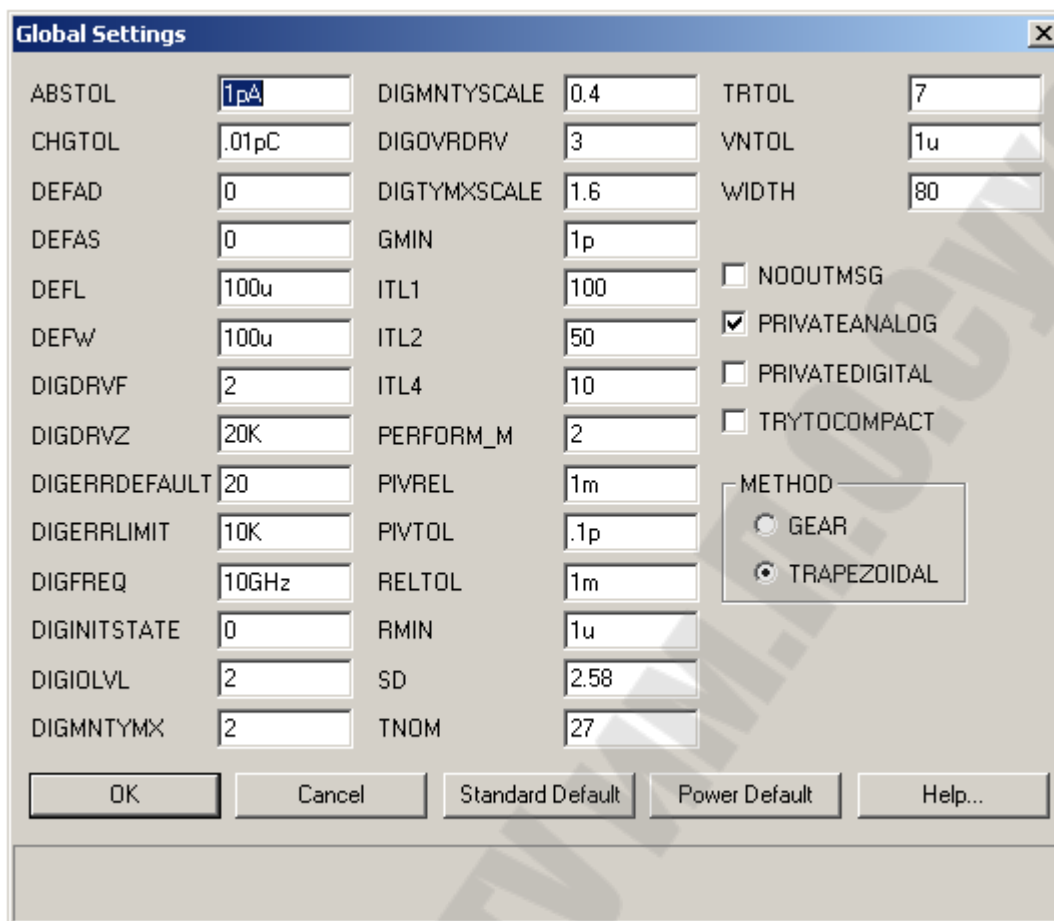 Global Settings
ABSTOL 1pA
CHGTOL .01pC
DEFAD 0
DEFAS 0
DEFL 100u
DEFW 100u
DIGDRVF 2
DIGDRVZ 20K
DIGERRDEFAULT 20
DIGERRLIMIT 10K
DIGFREQ 10GHz
DIGINITSTATE 0
DIGIOLVL 2
DIGMNTYMX 2
DIGMNTYSCALE 0.4
DIGOVRDRV 3
DIGTYMXSCALE 1.6
GMIN 1p
ITL1 100
ITL2 50
ITL4 10
PERFORM_M 2
PIVREL 1m
PIVTOL .1p
RELTOL 1m
RMIN 1u
SD 2.58
TNOM 27
TRTOL 7
VNTOL 1u
WIDTH 80
NOOUTMSG
PRIVATEANALOG
PRIVATEDIGITAL
TRYTOCOMPACT
METHOD
GEAR
TRAPEZOIDAL
OK Cancel Standard Default Power Default Help...